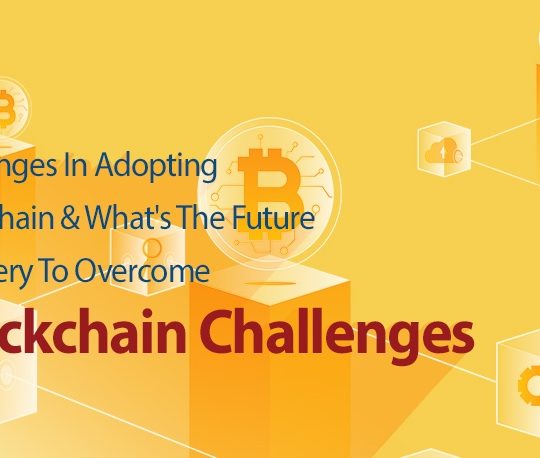 nges In Adopting
hain & What's The Future
ery To Overcome
ckchain Challenges